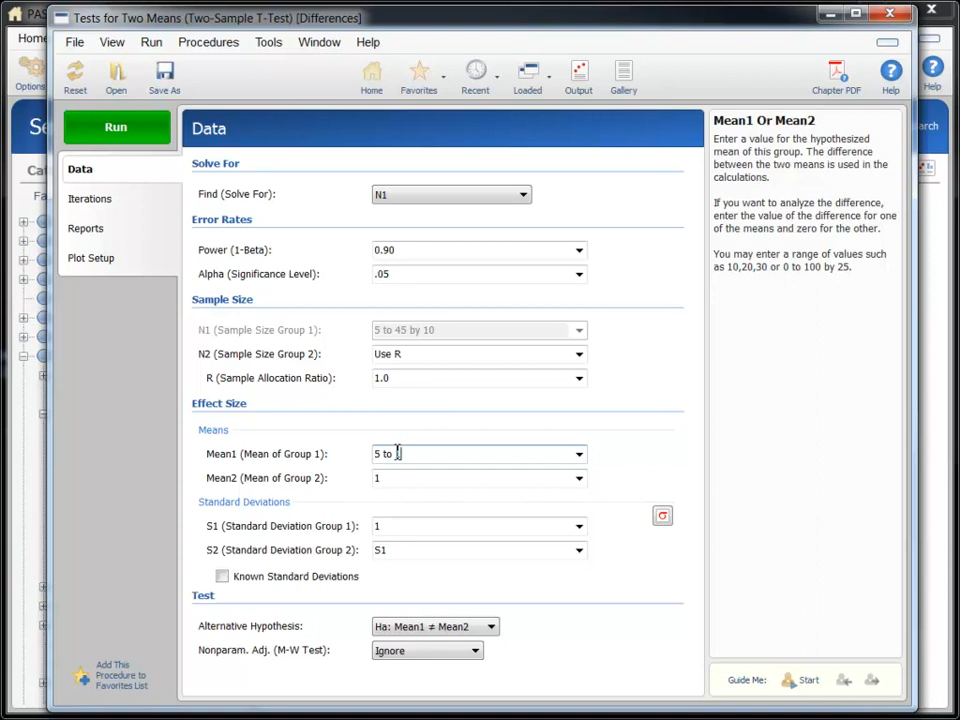 Tests for Two Means (Two-Sample T-Test) [Differences]
PAS
Home
File View Run Procedures Tools Window Help
Options
Reset Open Save As Home Favorites Recent Loaded Output Gallery Chapter PDF Help
Help
Run
Data
Iterations
Reports
Plot Setup
Data
Solve For
Find (Solve For): N1
Error Rates
Power (1-Beta): 0.90
Alpha (Significance Level): .05
Sample Size
N1 (Sample Size Group 1): 5 to 45 by 10
N2 (Sample Size Group 2): Use R
R (Sample Allocation Ratio): 1.0
Effect Size
Means
Mean1 (Mean of Group 1): 5 to
Mean2 (Mean of Group 2): 1
Standard Deviations
S1 (Standard Deviation Group 1): 1
S2 (Standard Deviation Group 2): S1
σ
Known Standard Deviations
Test
Alternative Hypothesis: Ha: Mean1 ≠ Mean2
Nonparam. Adj. (M-W Test): Ignore
Add This
Procedure to
Favorites List
Mean1 Or Mean2
Enter a value for the hypothesized
mean of this group. The difference
between the two means is used in the
calculations.
If you want to analyze the difference,
enter the value of the difference for one
of the means and zero for the other.
You may enter a range of values such
as 10,20,30 or 0 to 100 by 25.
Guide Me: Start